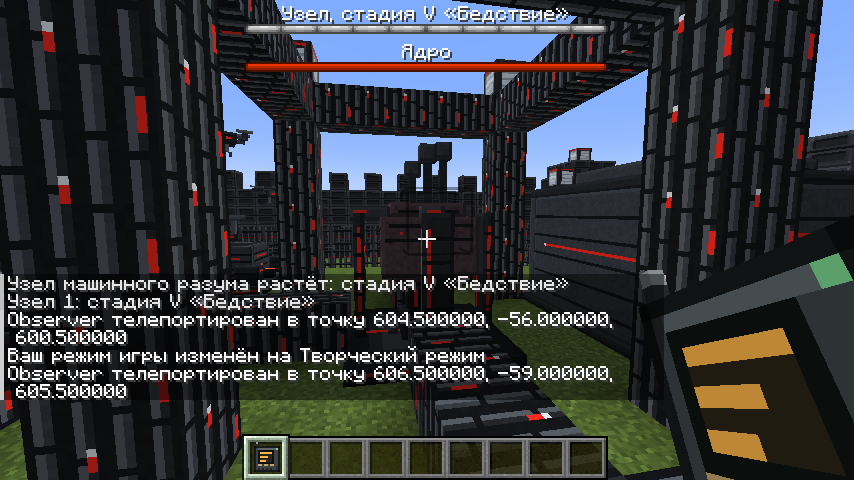 Узел, стадия V «Бедствие»
Ядро
Узел машинного разума растёт: стадия V «Бедствие»
Узел 1: стадия V «Бедствие»
Observer телепортирован в точку 604.500000, -56.000000,
600.500000
Ваш режим игры изменён на Творческий режим
Observer телепортирован в точку 606.500000, -59.000000,
605.500000